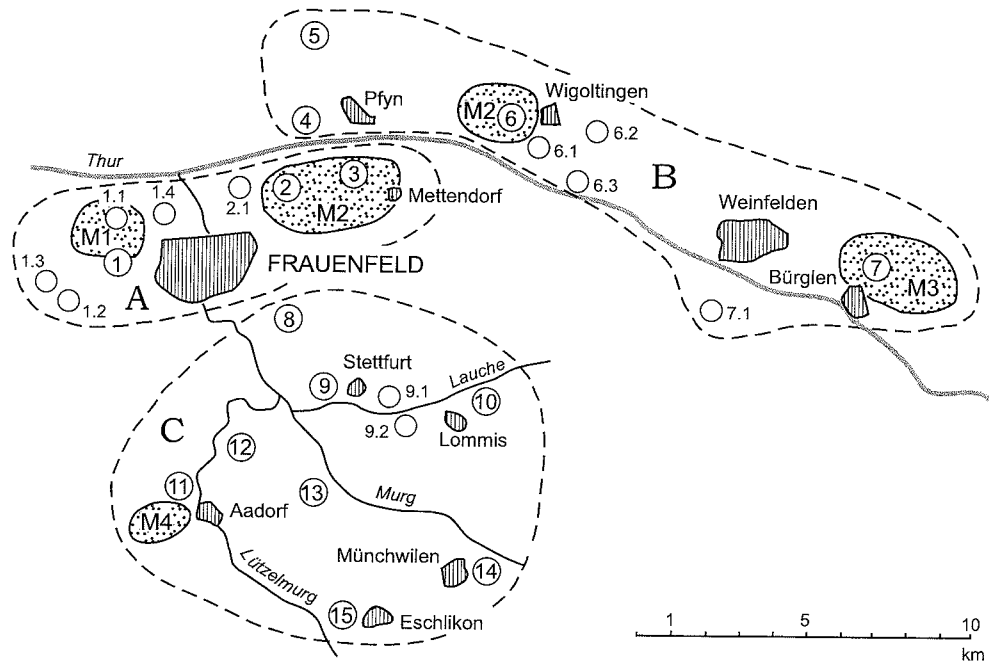 5
Pfyn
4
M2
6
Wigoltingen
6.2
6.1
6.3
B
Thur
1.1
1.4
2.1
2
3
M2
Mettendorf
M1
1
1.3
1.2
A
FRAUENFELD
Weinfelden
Bürglen
7
M3
7.1
8
Stettfurt
9
9.1
Lauche
10
9.2
Lommis
C
12
11
13
M4
Aadorf
Murg
Münchwilen
14
Lützelmurg
15
Eschlikon
1
5
10
km